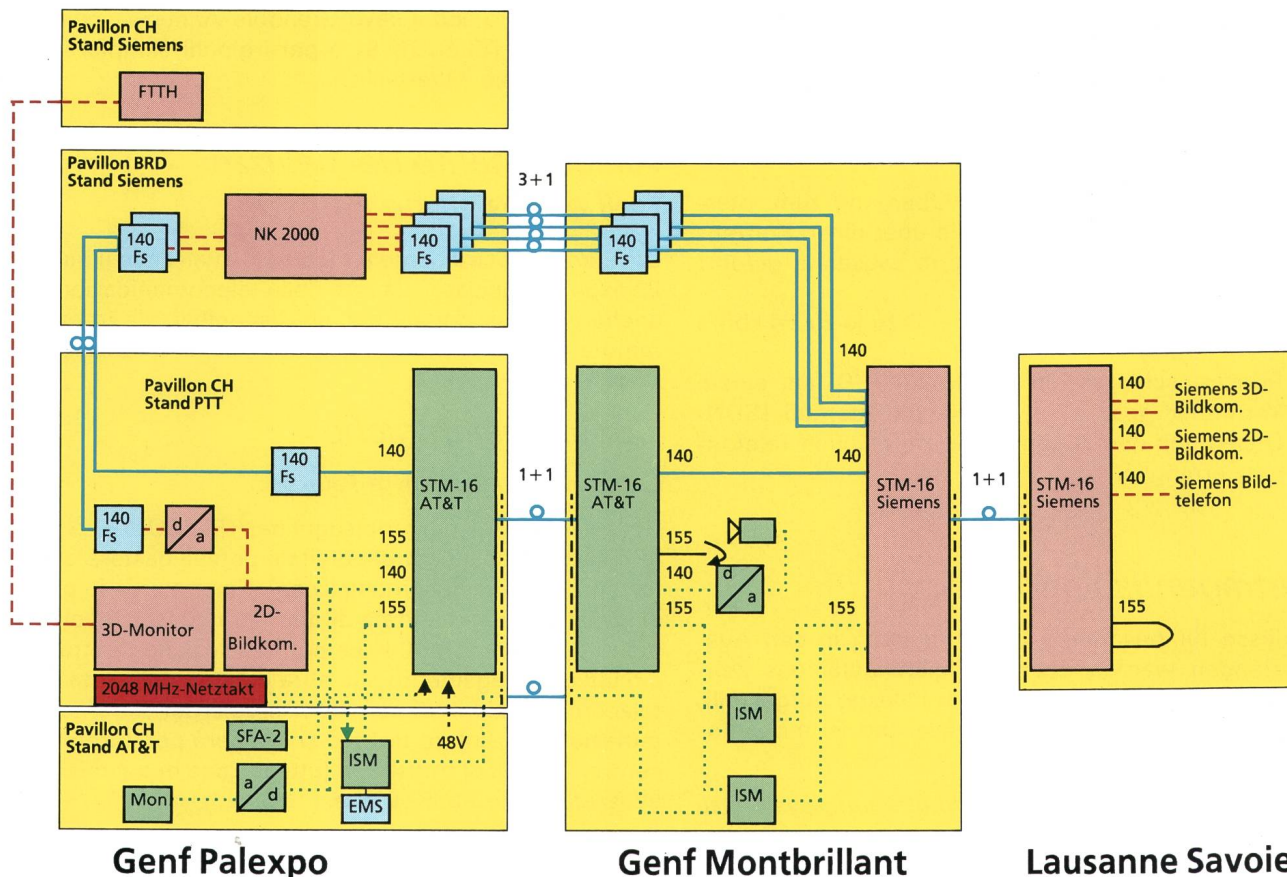 Pavillon CH
Stand Siemens
FTTH
Pavillon BRD
Stand Siemens
140
Fs
NK 2000
140
Fs
3+1
140
Fs
140
Pavillon CH
Stand PTT
140
Fs
140
STM-16
AT&T
1+1
STM-16
AT&T
140
140
STM-16
Siemens
1+1
STM-16
Siemens
140
Siemens 3D-
Bildkom.
140
Siemens 2D-
Bildkom.
140
Siemens Bild-
telefon
155
140
Fs
d
a
155
140
155
155
140
155
d
a
155
3D-Monitor
2D-
Bildkom.
2048 MHz-Netztakt
Pavillon CH
Stand AT&T
SFA-2
48V
ISM
a
d
Mon
EMS
ISM
ISM
Genf Palexpo
Genf Montbrillant
Lausanne Savoie